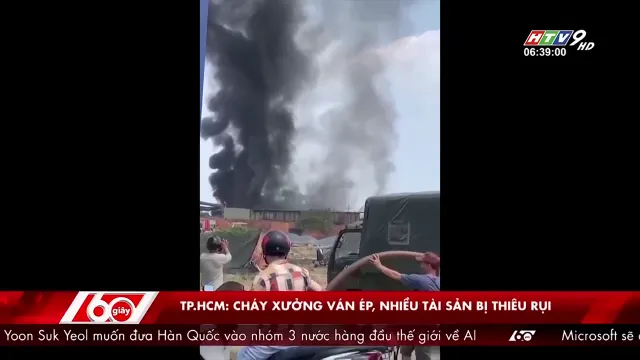 HTV9 HD
06:39:00
60 giây
TP.HCM: CHÁY XƯỞNG VÁN ÉP, NHIỀU TÀI SẢN BỊ THIÊU RỤI
Yoon Suk Yeol muốn đưa Hàn Quốc vào nhóm 3 nước hàng đầu thế giới về AI
60 giây
Microsoft sẽ